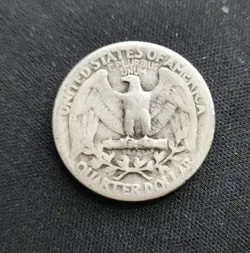 UNITED STATES OF AMERICA
E PLURIBUS
UNUM
QUARTER DOLLAR